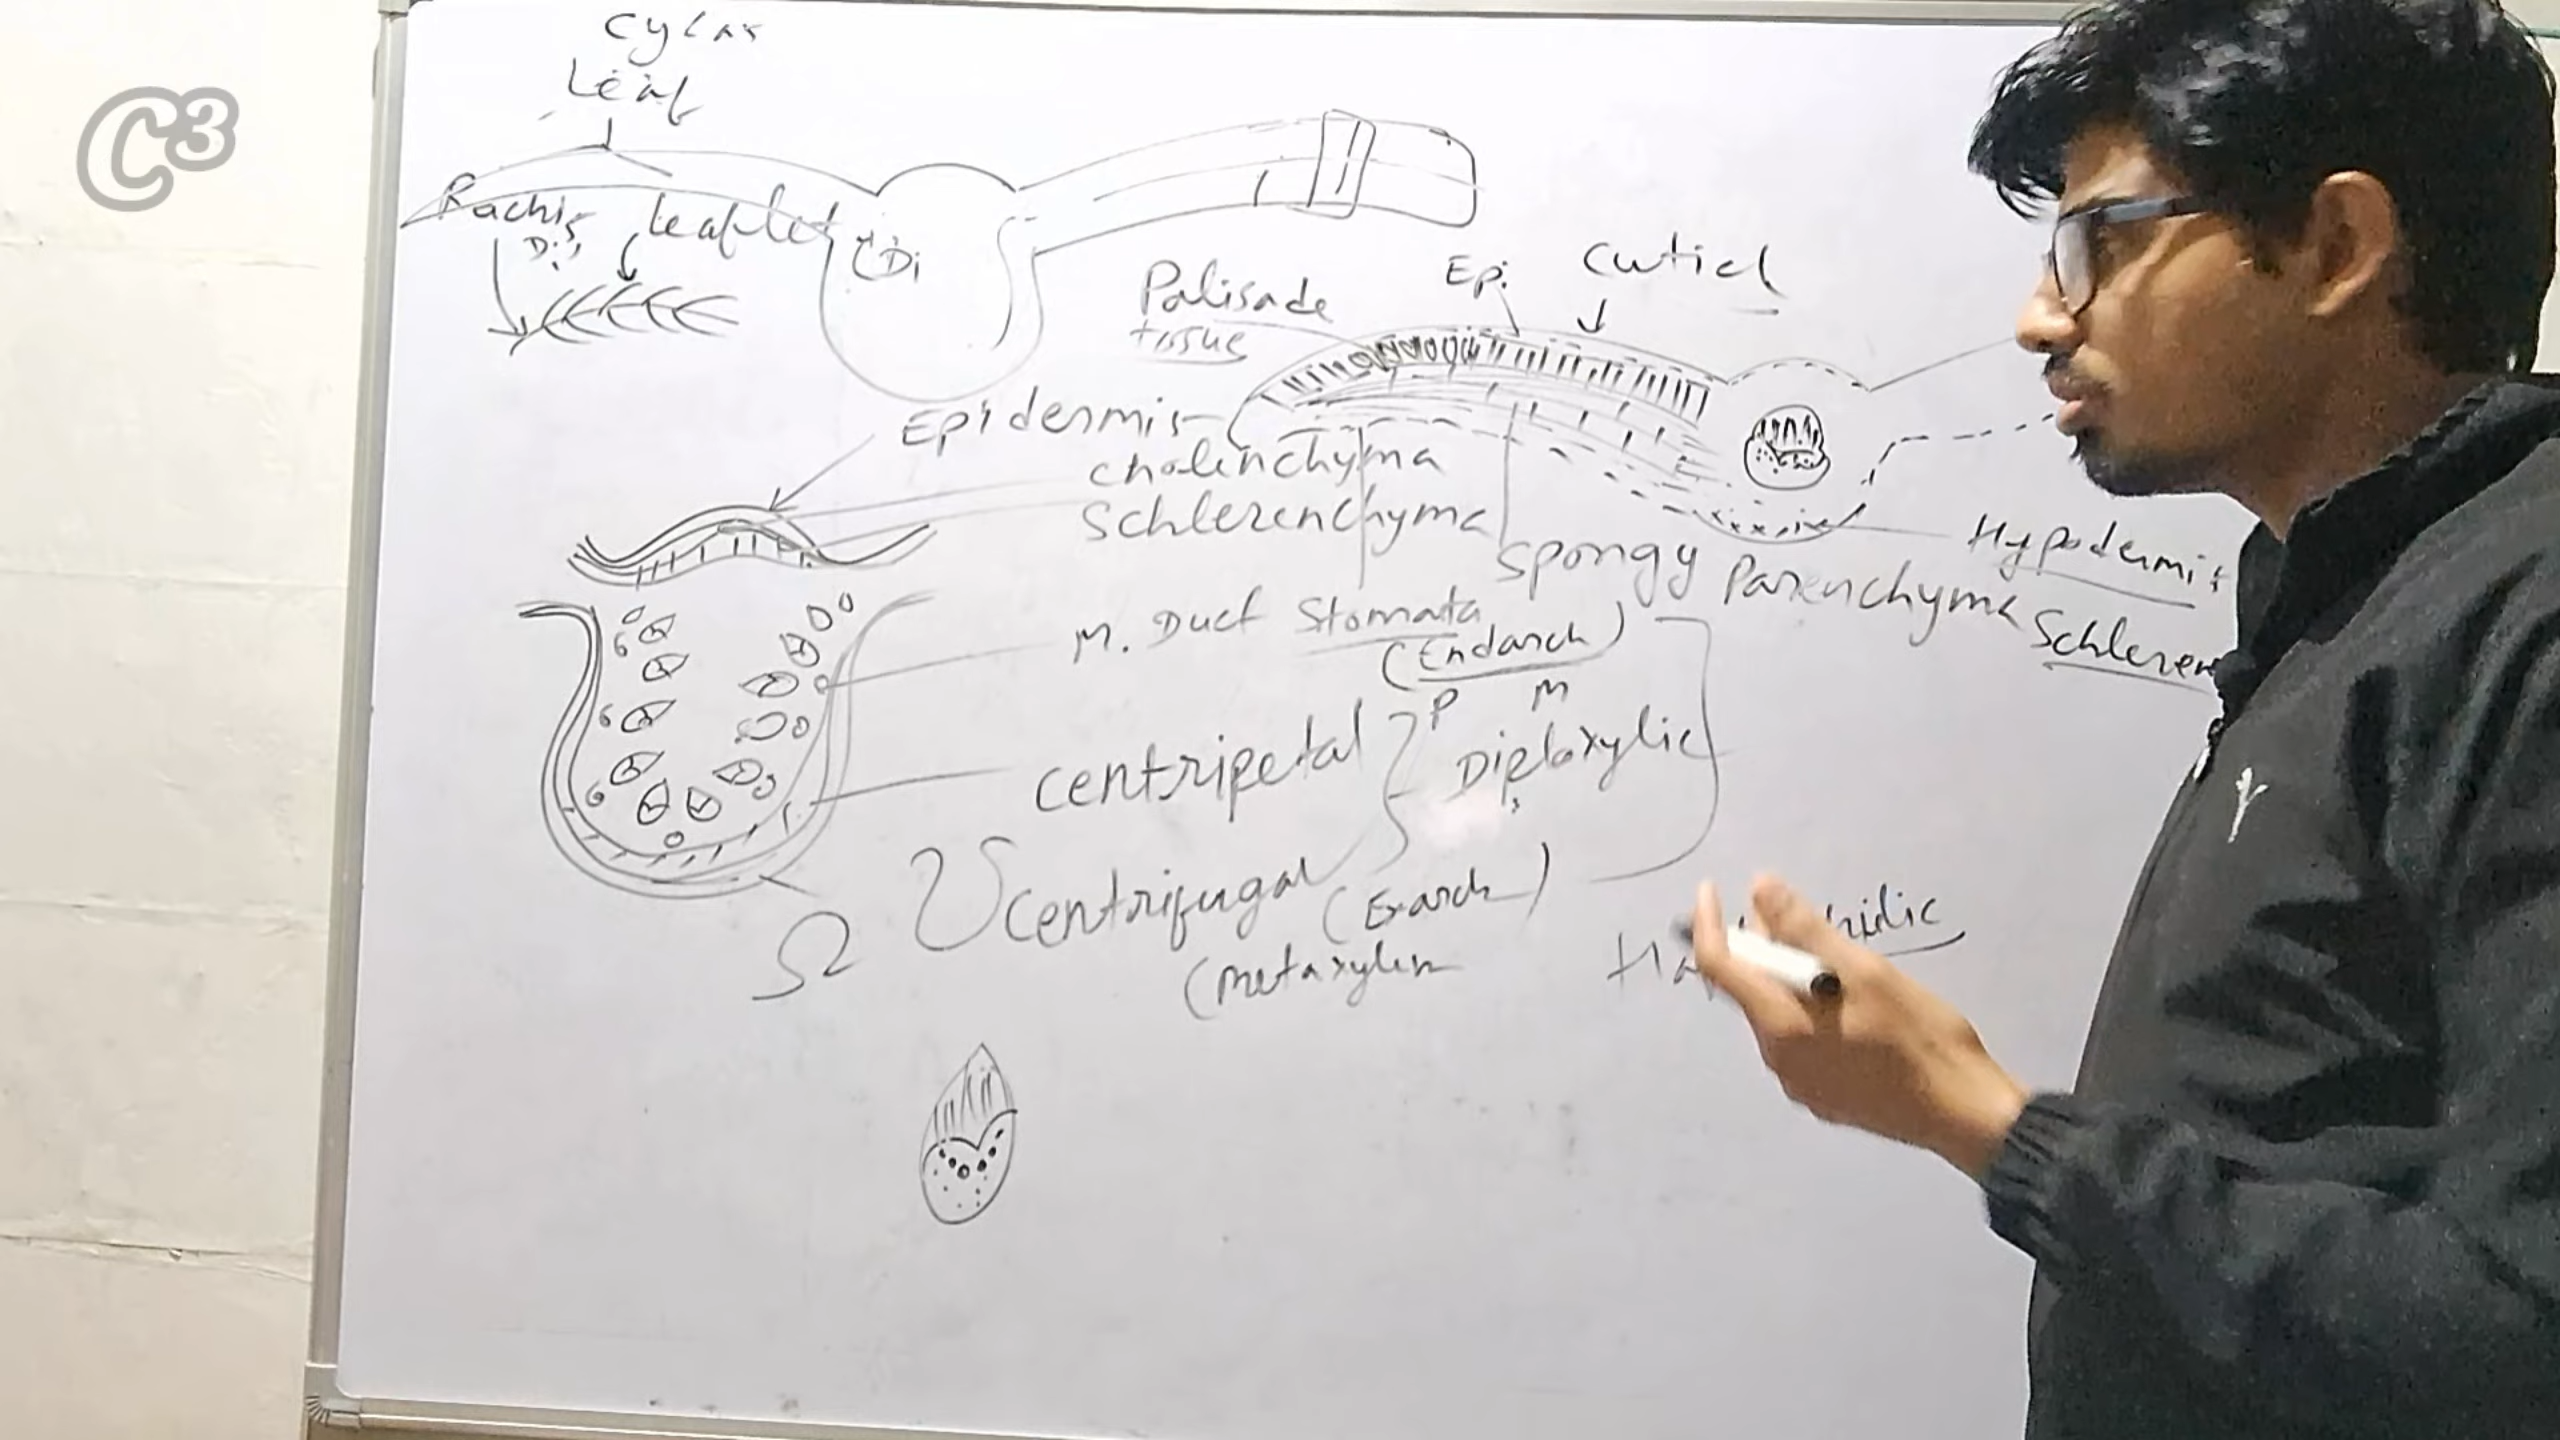 C³
Cycas
Leaf
Rachis
Leaflet
Di
Di
Palisade
tissue
Epi.
Cuticl
Epidermis
Cholenchyma
Schlerenchyma
Hypodermis
Spongy Parenchyma
Schleren
M. Duct
Stomata
(Endarch)
P M
Centripetal
Diploxylic
Centrifugal
(Exarch)
(Metaxylem